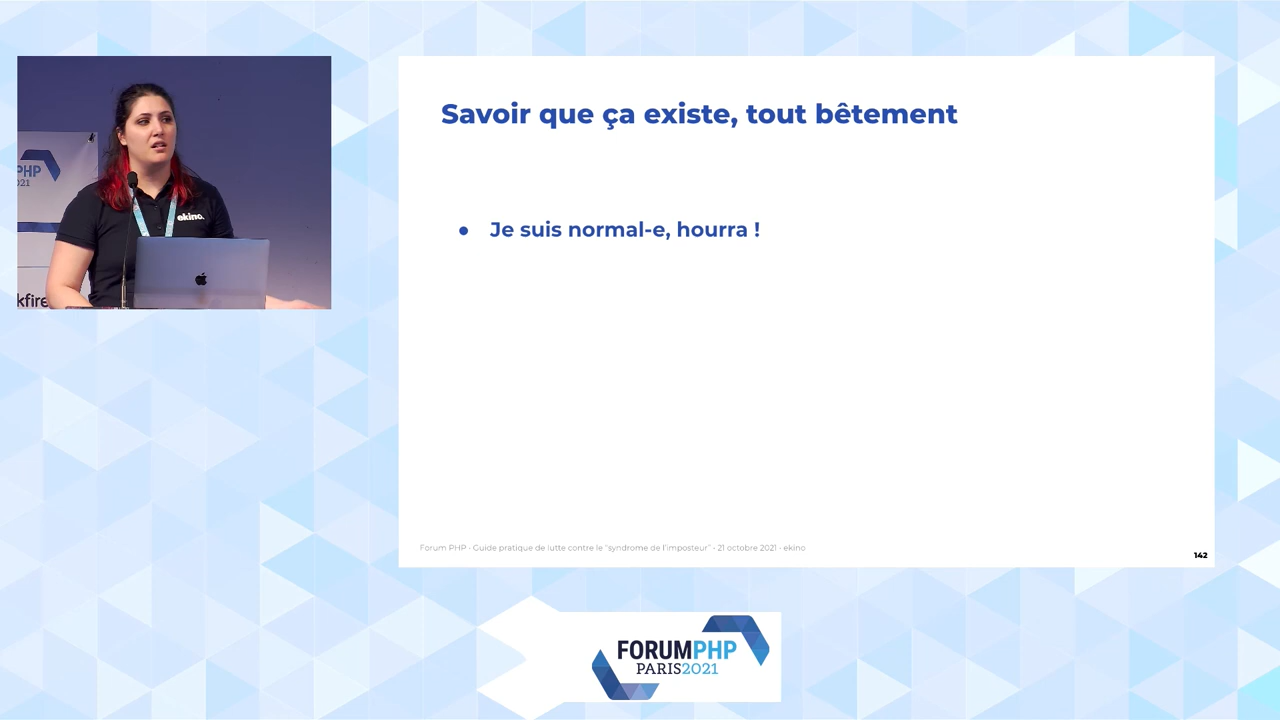 Savoir que ça existe, tout bêtement
● Je suis normal-e, hourra !
PHP
2021
ekino.
kfire
Forum PHP - Guide pratique de lutte contre le "syndrome de l'imposteur" - 21 octobre 2021 - ekino
142
FORUMPHP
PARIS2021